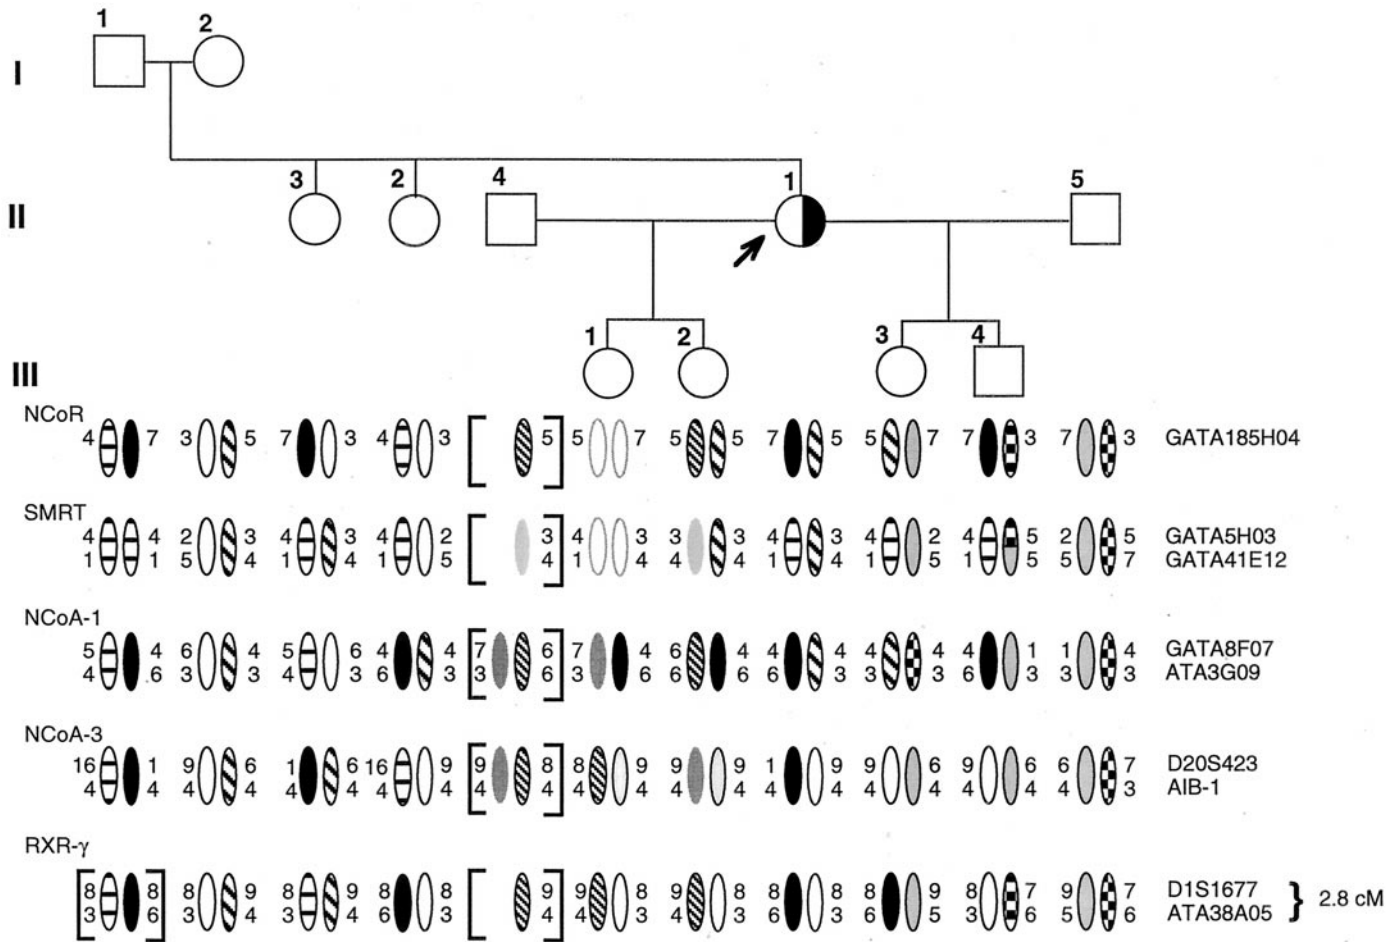 1 2
I
3 2 4 1 5
II
1 2 3 4
III
NCoR
4 7 3 5 7 3 4 3 [ 5 ] 5 7 5 5 7 5 5 7 7 3 7 3 GATA185H04
SMRT
4 4 2 3 4 3 4 2 [ 3 ] 4 3 3 3 4 3 4 2 4 5 2 5 GATA5H03
1 1 5 4 1 4 1 5 4 1 4 4 4 1 4 1 5 1 5 5 7 GATA41E12
NCoA-1
5 4 6 4 5 6 4 4 [ 7 6 ] 7 4 6 4 4 4 4 4 4 1 1 4 GATA8F07
4 6 3 3 4 3 6 3 3 6 3 6 6 6 6 3 3 3 6 3 3 3 ATA3G09
NCoA-3
16 1 9 6 1 6 16 9 [ 9 8 ] 8 9 9 9 1 9 9 6 9 6 6 7 D20S423
4 4 4 4 4 4 4 4 4 4 4 4 4 4 4 4 4 4 4 4 4 3 AIB-1
RXR-γ
[ 8 8 ] 8 9 8 9 8 8 [ 9 ] 9 8 9 8 8 8 8 9 8 7 9 7 D1S1677
3 6 3 4 3 4 6 3 4 4 3 4 3 6 3 6 5 3 6 5 6 ATA38A05 } 2.8 cM